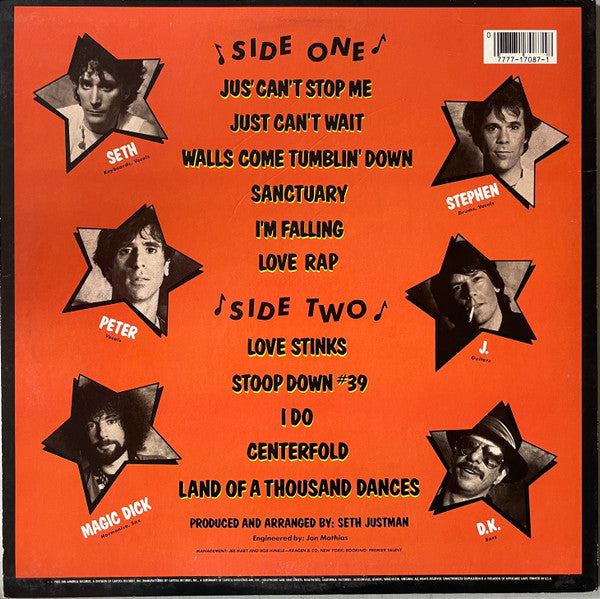 ♪SIDE ONE♪
0
7777-17087-1
JUS' CAN'T STOP ME
JUST CAN'T WAIT
WALLS COME TUMBLIN' DOWN
SANCTUARY
I'M FALLING
LOVE RAP
SETH
Keyboards, Vocals
STEPHEN
Drums, Vocals
PETER
Vocals
J.
Guitars
♪SIDE TWO♪
LOVE STINKS
STOOP DOWN #39
I DO
CENTERFOLD
LAND OF A THOUSAND DANCES
MAGIC DICK
Harmonica, Sax
D.K.
Bass
PRODUCED AND ARRANGED BY: SETH JUSTMAN
Engineered by: Jon Mathias